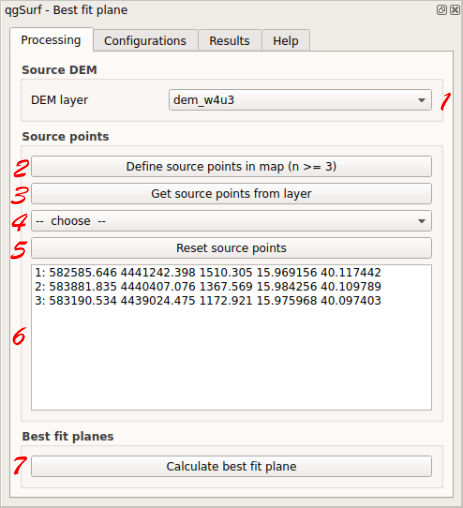 qgSurf - Best fit plane
Processing Configurations Results Help
Source DEM
DEM layer dem_w4u3 1
Source points
2 Define source points in map (n >= 3)
3 Get source points from layer
4 -- choose --
5 Reset source points
1: 582585.646 4441242.398 1510.305 15.969156 40.117442
2: 583881.835 4440407.076 1367.569 15.984256 40.109789
3: 583190.534 4439024.475 1172.921 15.975968 40.097403
6
Best fit planes
7 Calculate best fit plane